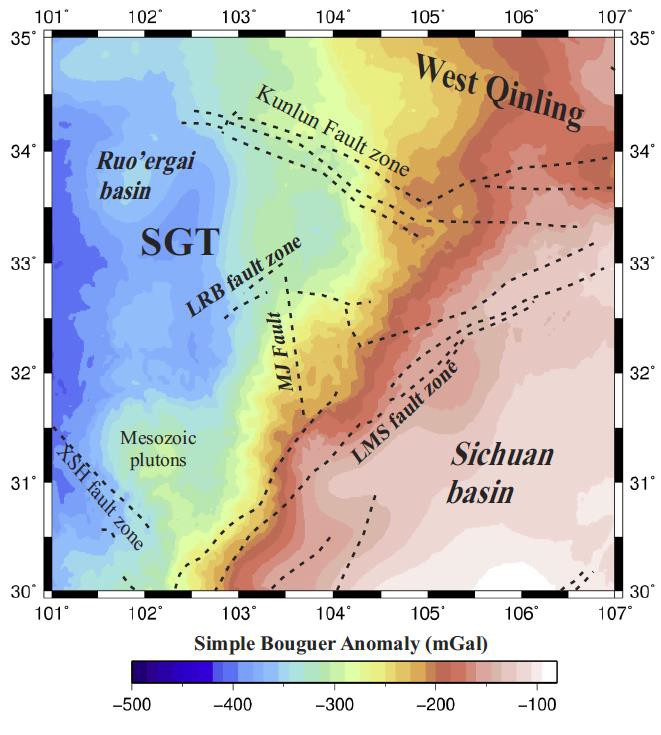 101° 102° 103° 104° 105° 106° 107°
35° 35°
West Qinling
Kunlun Fault zone
34° 34°
Ruo'ergai
basin
SGT
33° 33°
LRB fault zone
MJ Fault
32° 32°
LMS fault zone
Mesozoic
plutons
Sichuan
basin
31° 31°
XSH fault zone
30° 30°
101° 102° 103° 104° 105° 106° 107°
Simple Bouguer Anomaly (mGal)
−500 −400 −300 −200 −100